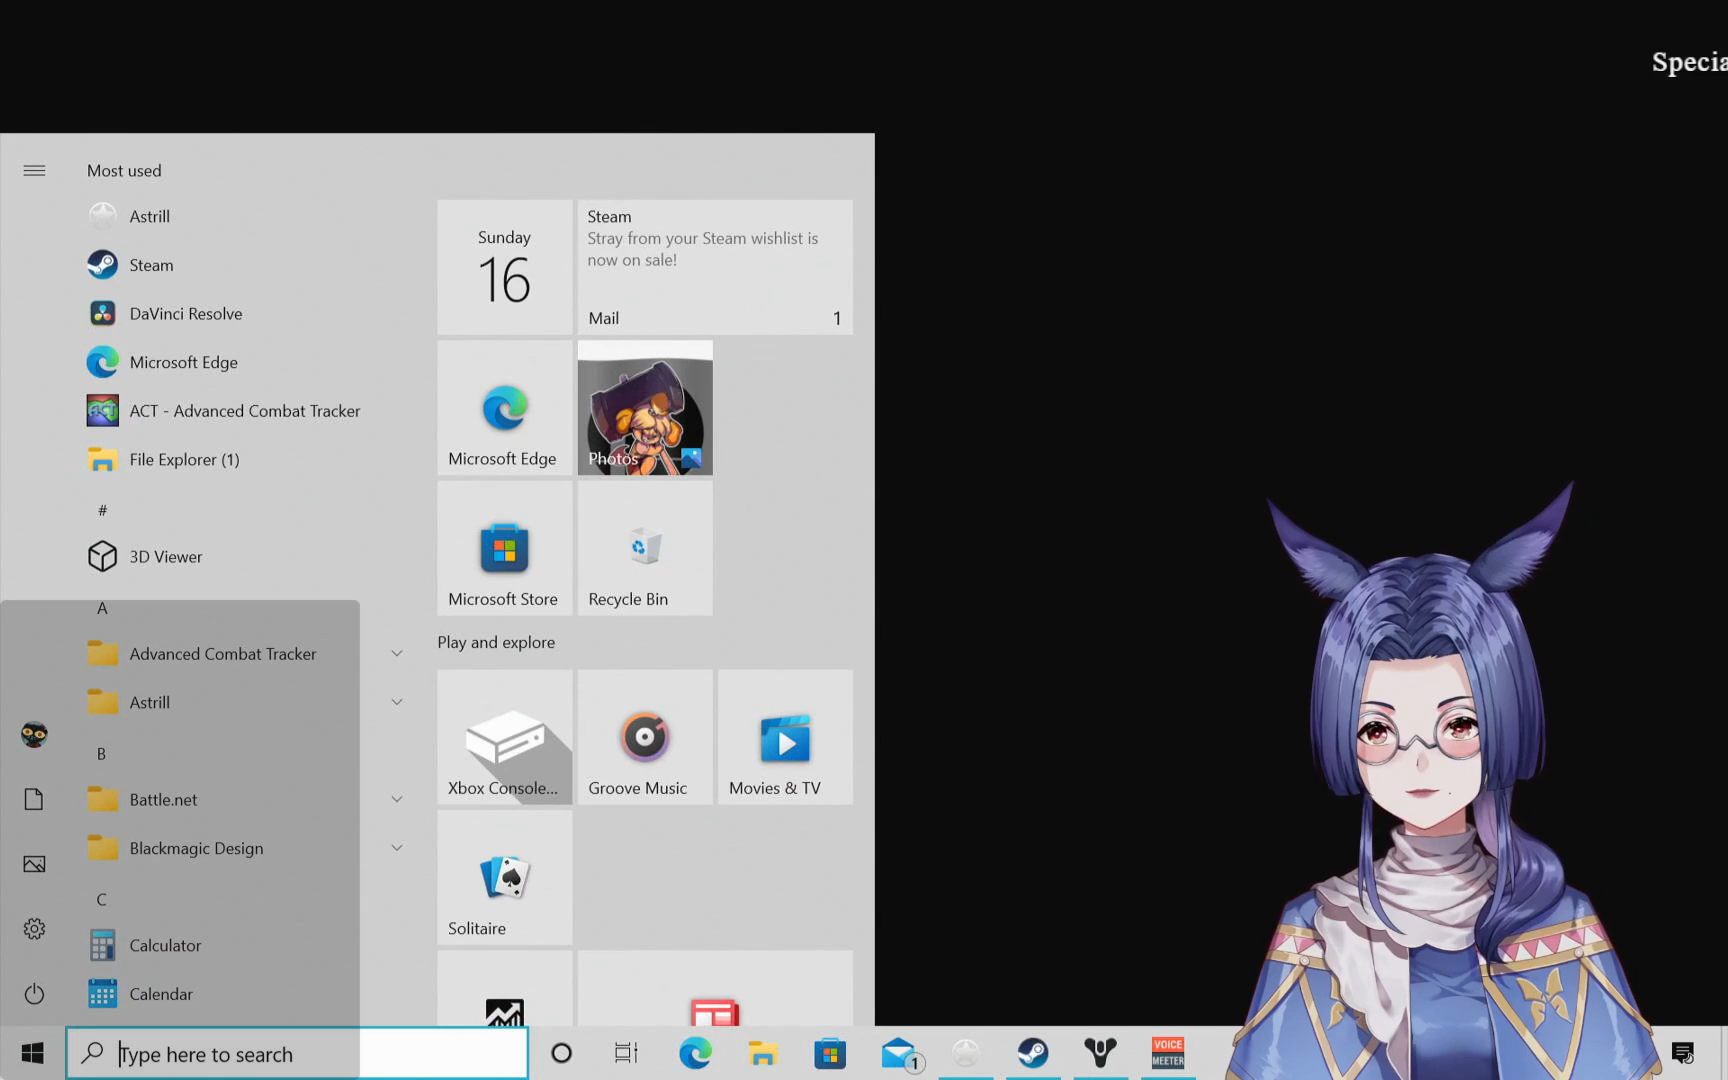 Specia
Most used
Astrill
Steam
DaVinci Resolve
Microsoft Edge
ACT - Advanced Combat Tracker
File Explorer (1)
#
3D Viewer
A
Advanced Combat Tracker
Astrill
B
Battle.net
Blackmagic Design
C
Calculator
Calendar
Sunday
16
Steam
Stray from your Steam wishlist is
now on sale!
Mail 1
Microsoft Edge
Photos
Microsoft Store
Recycle Bin
Play and explore
Xbox Console...
Groove Music
Movies & TV
Solitaire
Type here to search
1
VOICE
MEETER